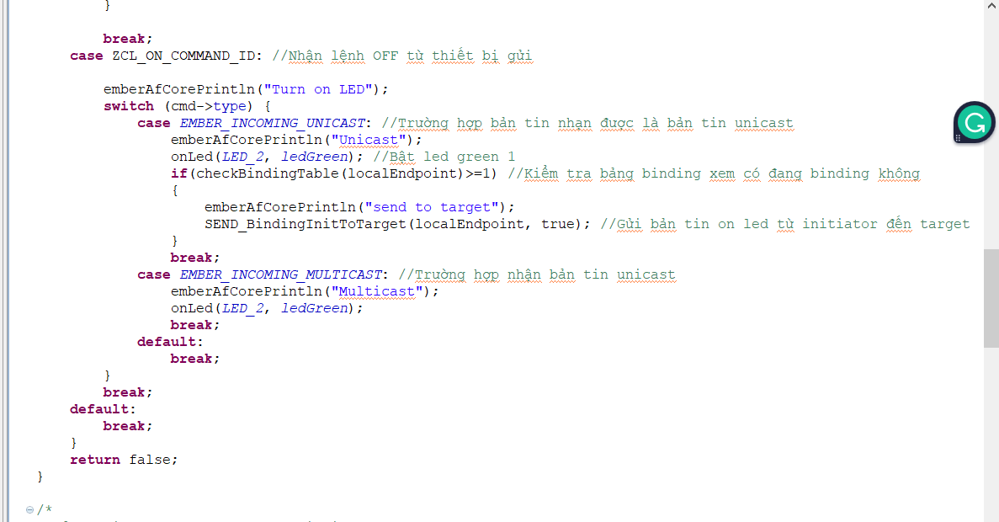 }
break;
case ZCL_ON_COMMAND_ID: //Nhận lệnh OFF từ thiết bị gửi
emberAfCorePrintln("Turn on LED");
switch (cmd->type) {
case EMBER_INCOMING_UNICAST: //Trường hợp bản tin nhạn được là bản tin unicast
emberAfCorePrintln("Unicast");
onLed(LED_2, ledGreen); //Bật led green 1
if(checkBindingTable(localEndpoint)>=1) //Kiểm tra bảng binding xem có đang binding không
{
emberAfCorePrintln("send to target");
SEND_BindingInitToTarget(localEndpoint, true); //Gửi bản tin on led từ initiator đến target
}
break;
case EMBER_INCOMING_MULTICAST: //Trường hợp nhận bản tin unicast
emberAfCorePrintln("Multicast");
onLed(LED_2, ledGreen);
break;
default:
break;
}
break;
default:
break;
}
return false;
}
/*